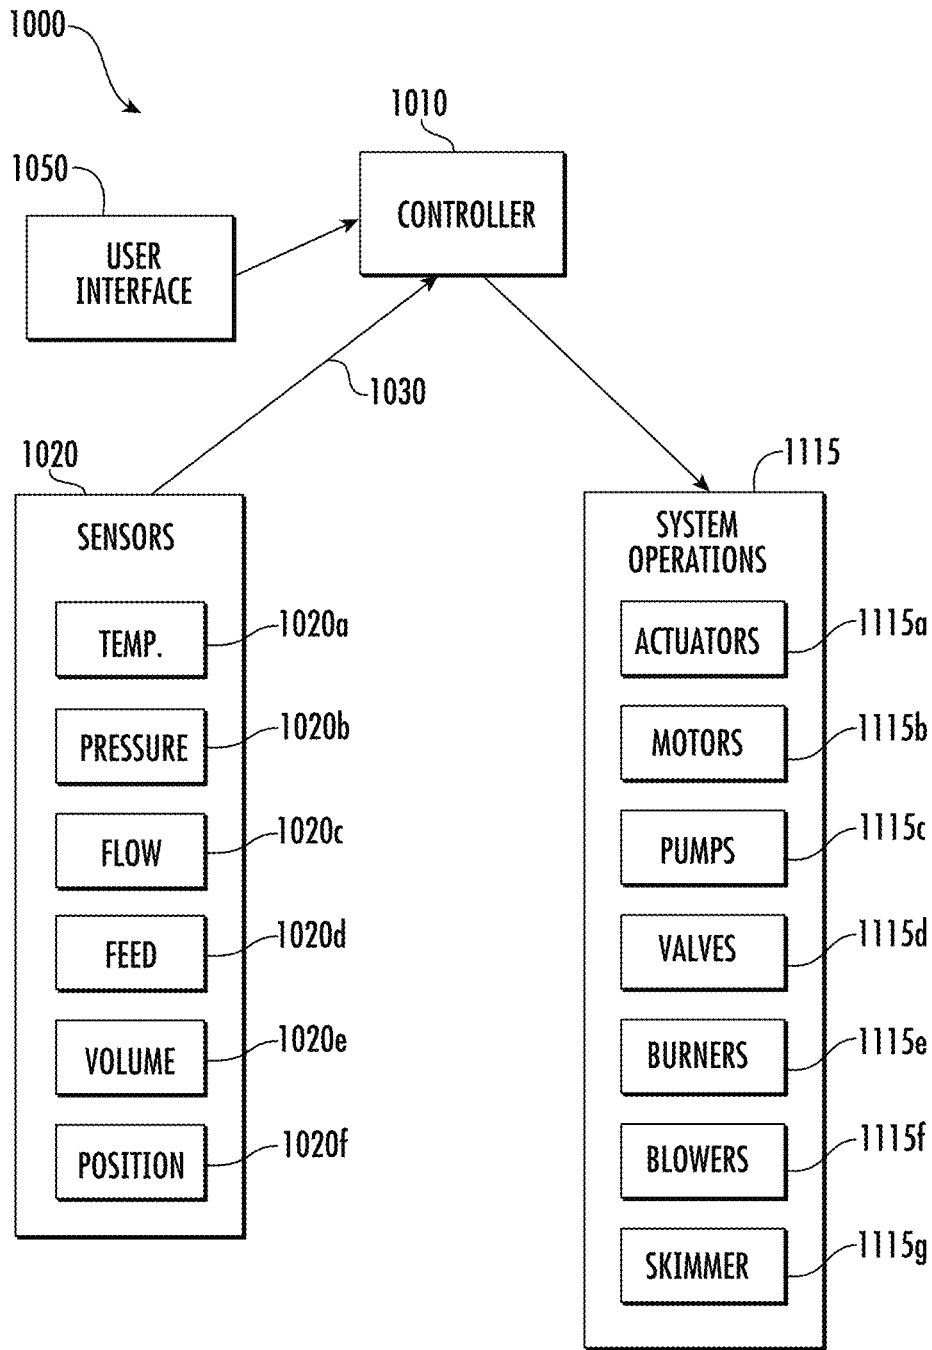 1000
1010
1050
CONTROLLER
USER
INTERFACE
1030
1020
1115
SENSORS
SYSTEM
OPERATIONS
TEMP.
1020a
ACTUATORS
1115a
PRESSURE
1020b
MOTORS
1115b
FLOW
1020c
PUMPS
1115c
FEED
1020d
VALVES
1115d
VOLUME
1020e
BURNERS
1115e
POSITION
1020f
BLOWERS
1115f
SKIMMER
1115g